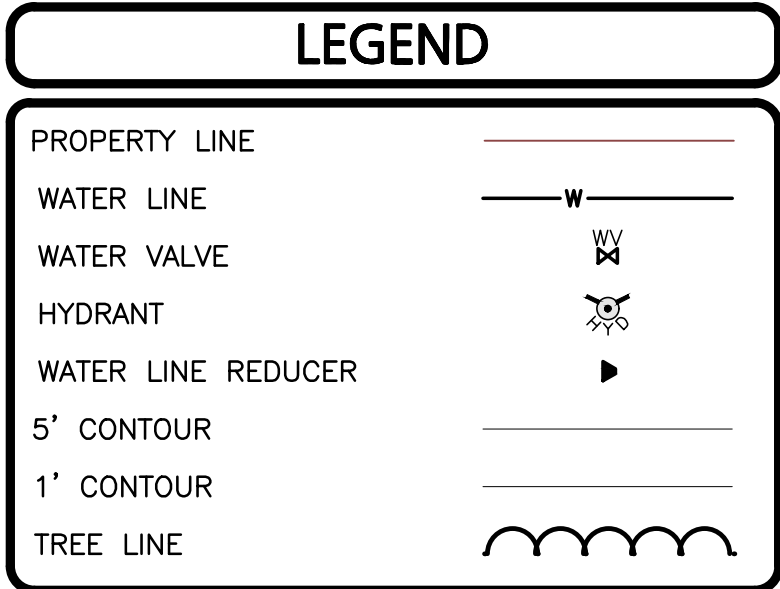 LEGEND
PROPERTY LINE
WATER LINE W
WATER VALVE WV
HYDRANT HYD
WATER LINE REDUCER
5' CONTOUR
1' CONTOUR
TREE LINE